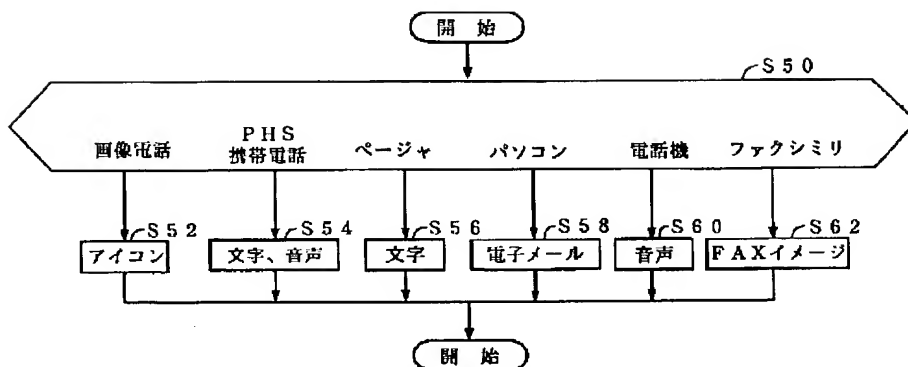 開始
S50
画像電話
PHS
携帯電話
ページャ
パソコン
電話機
ファクシミリ
S52
アイコン
S54
文字、音声
S56
文字
S58
電子メール
S60
音声
S62
FAXイメージ
開始